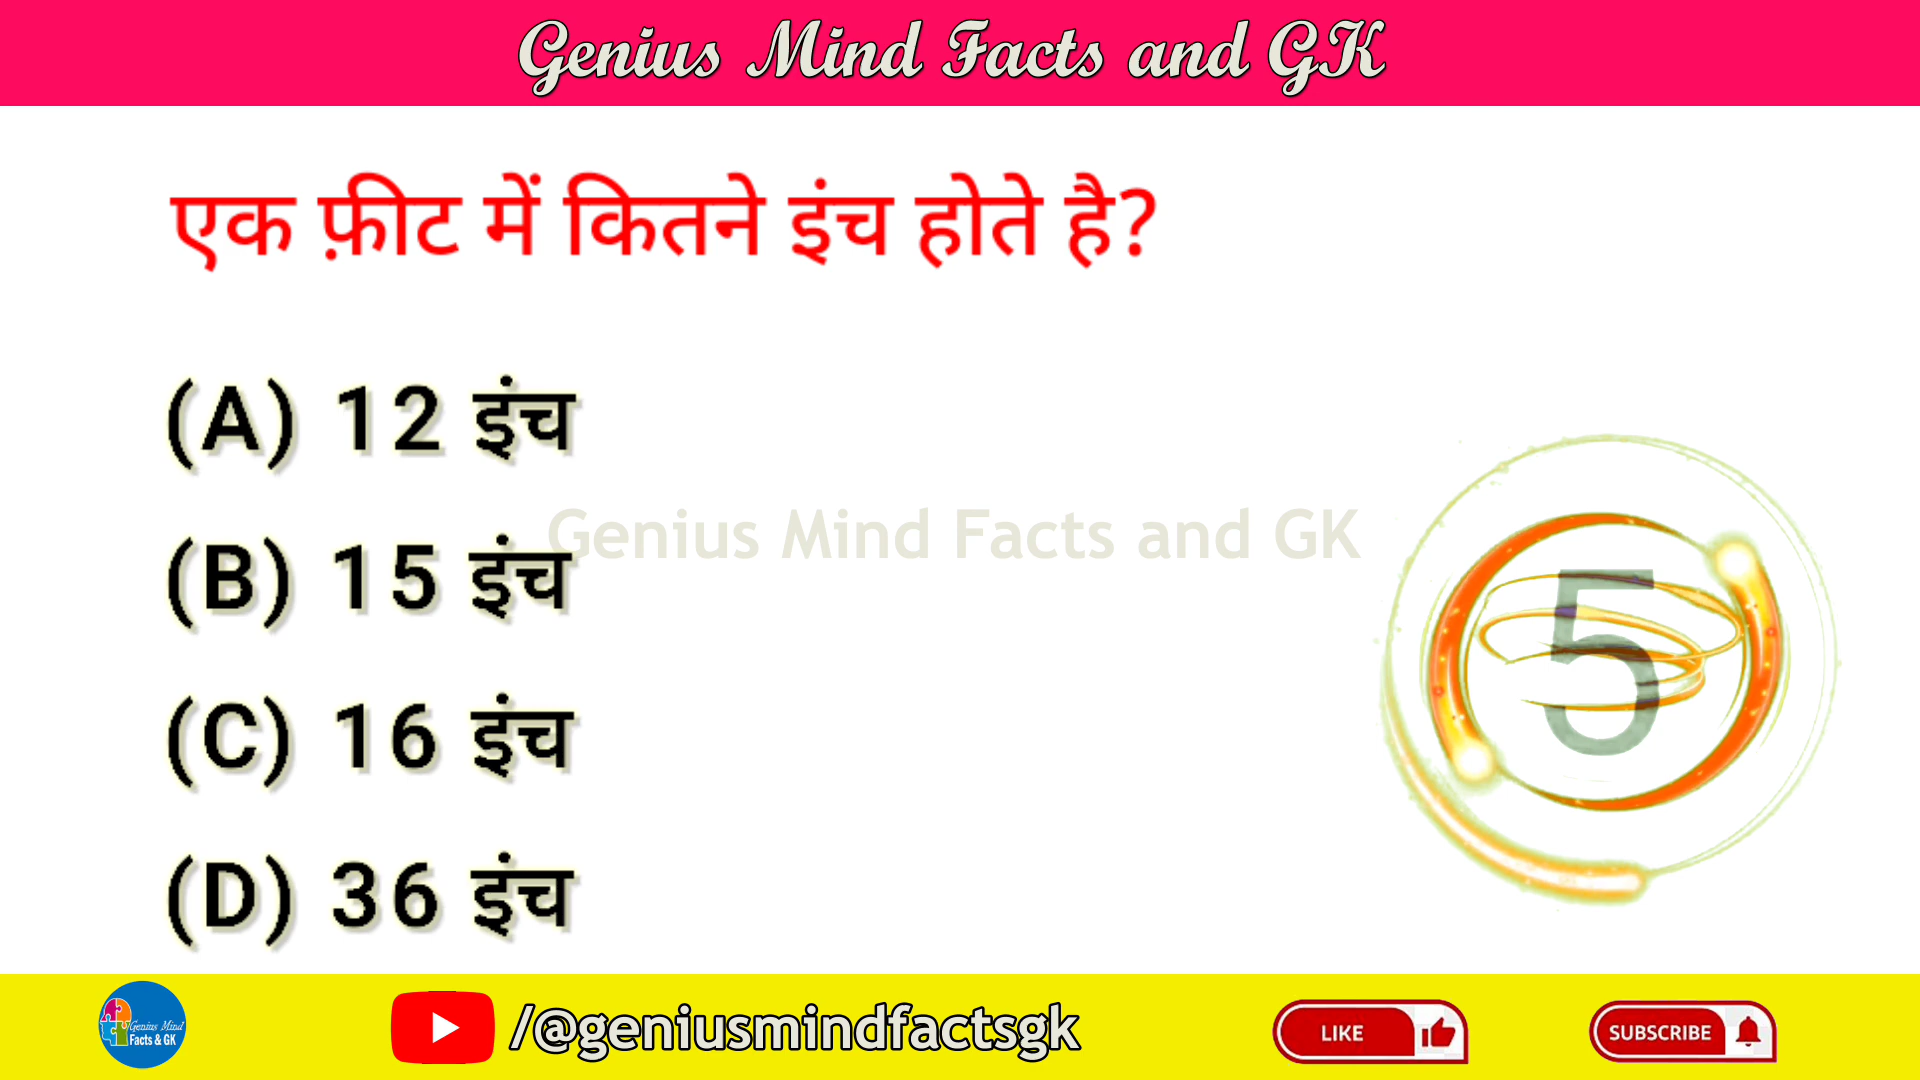 Genius Mind Facts and GK
एक फ़ीट में कितने इंच होते है?
(A) 12 इंच
Genius Mind Facts and GK
(B) 15 इंच
5
(C) 16 इंच
(D) 36 इंच
Genius Mind
Facts & GK
/@geniusmindfactsgk
LIKE
SUBSCRIBE